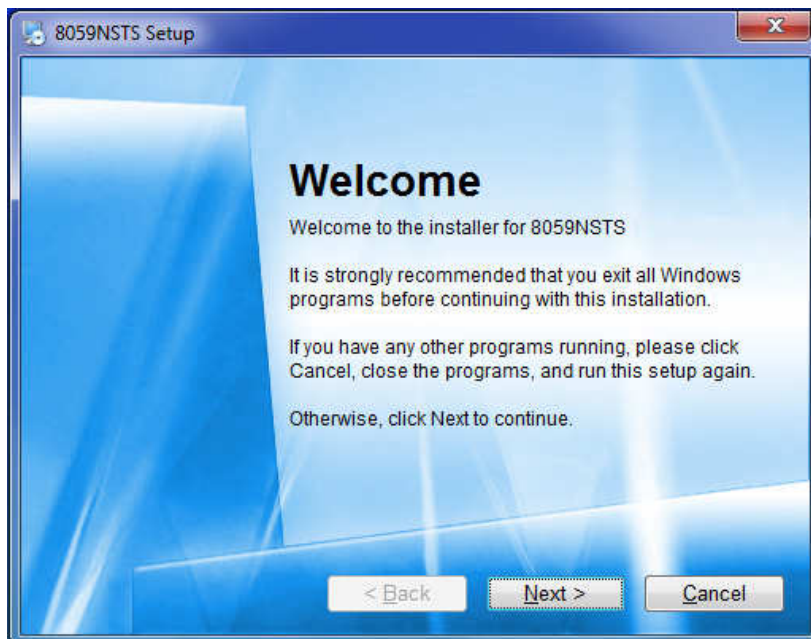 8059NSTS Setup
Welcome
Welcome to the installer for 8059NSTS
It is strongly recommended that you exit all Windows
programs before continuing with this installation.
If you have any other programs running, please click
Cancel, close the programs, and run this setup again.
Otherwise, click Next to continue.
< Back Next > Cancel